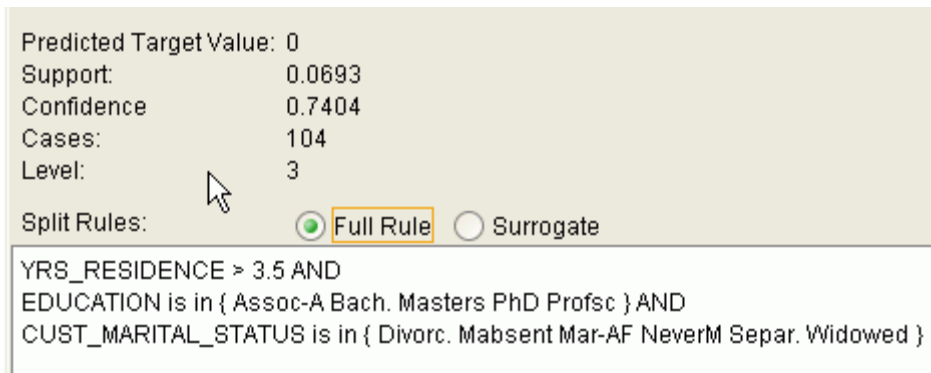 Predicted Target Value: 0
Support: 0.0693
Confidence 0.7404
Cases: 104
Level: 3
Split Rules: Full Rule Surrogate
YRS_RESIDENCE > 3.5 AND
EDUCATION is in { Assoc-A Bach. Masters PhD Profsc } AND
CUST_MARITAL_STATUS is in { Divorc. Mabsent Mar-AF NeverM Separ. Widowed }